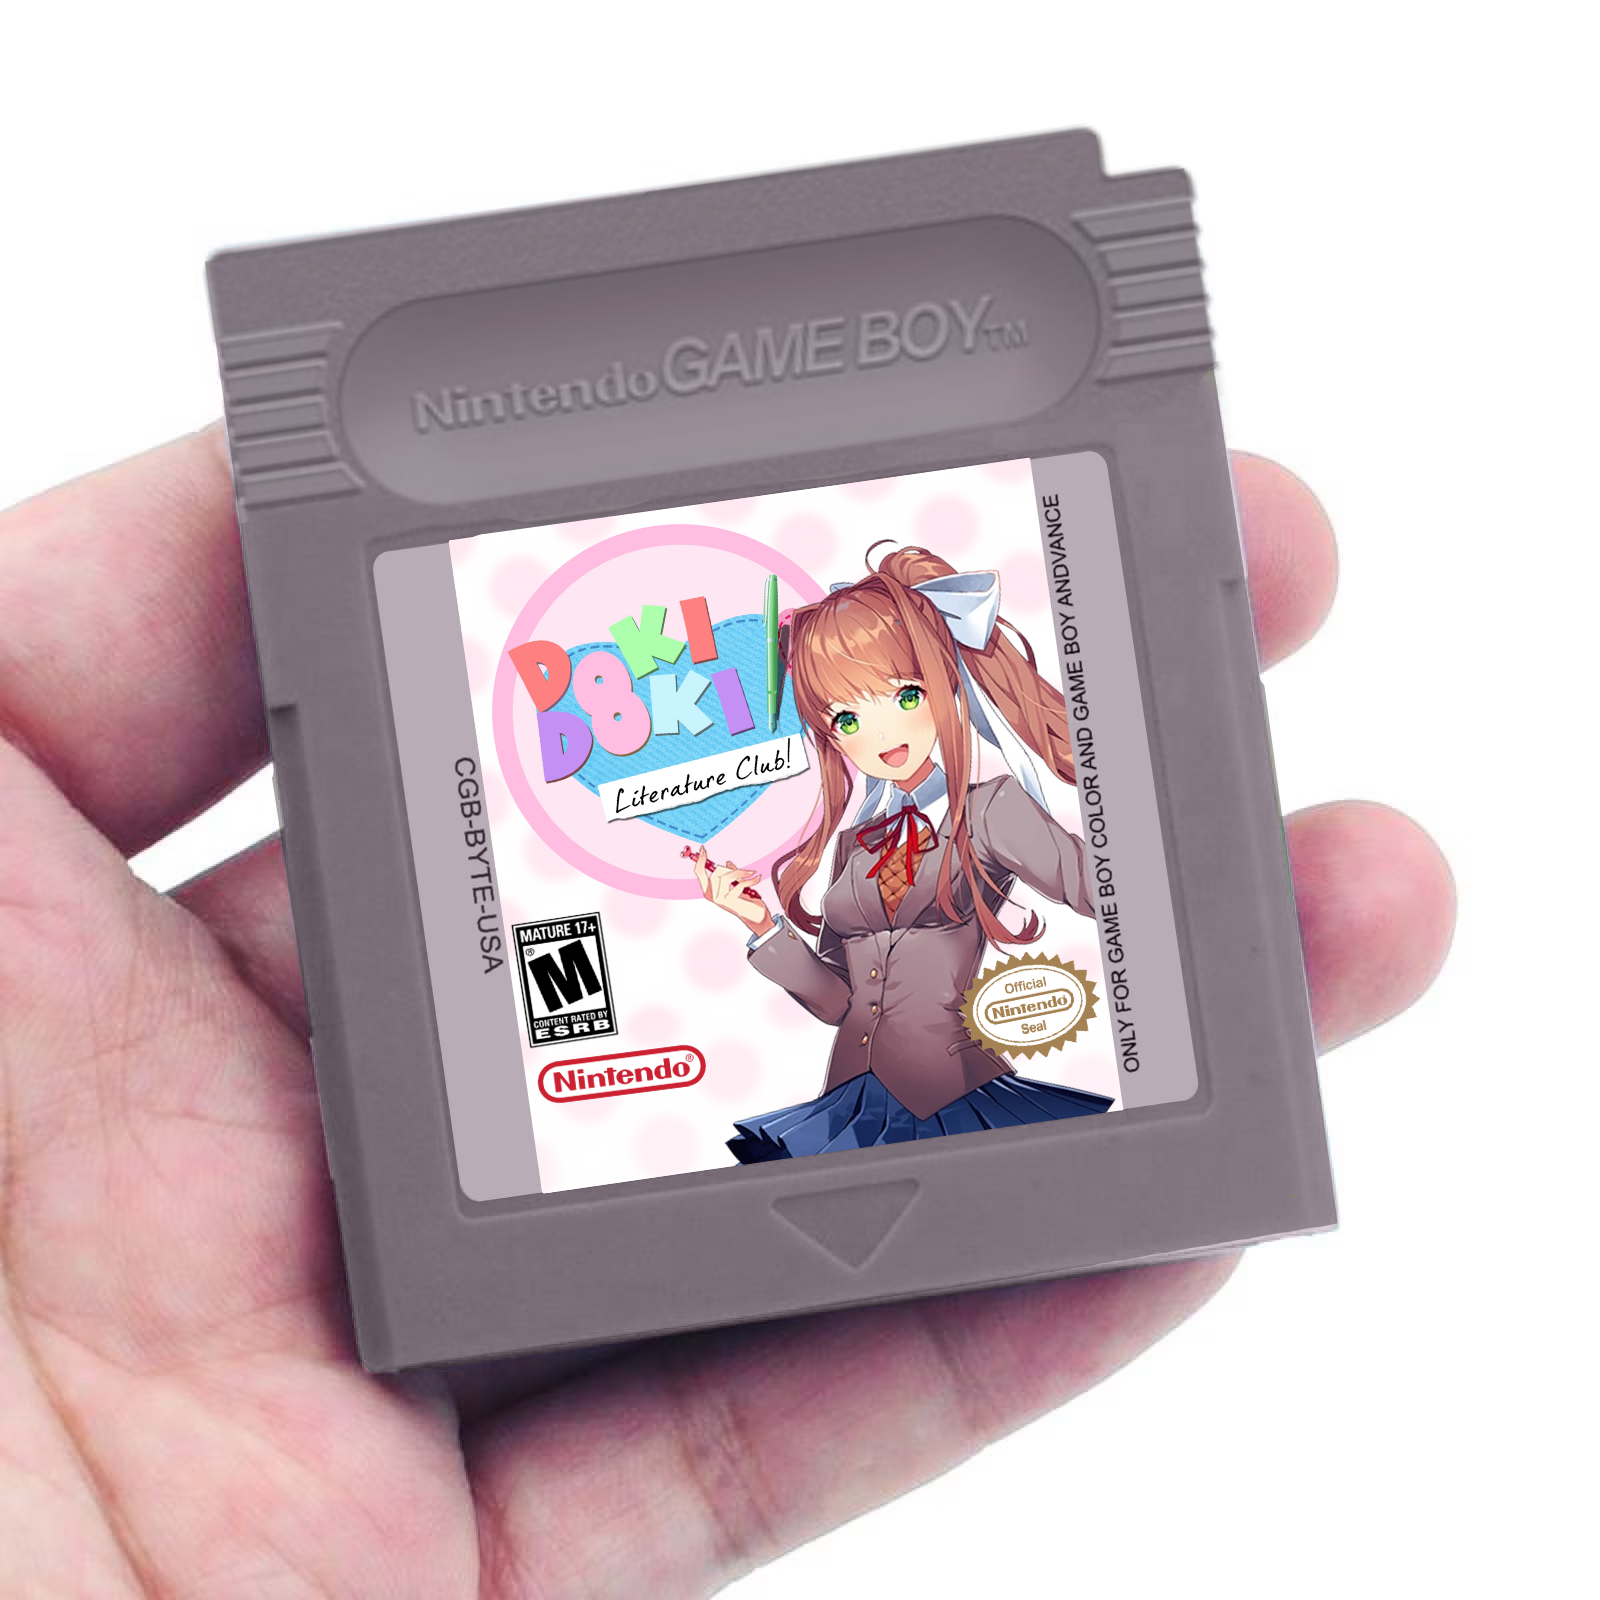 Nintendo GAME BOY™
DOKI
DOKI
Literature Club!
CGB-BYTE-USA
ONLY FOR GAME BOY COLOR AND GAME BOY ANDVANCE
MATURE 17+
M
®
CONTENT RATED BY
ESRB
Nintendo®
Official
Nintendo
Seal